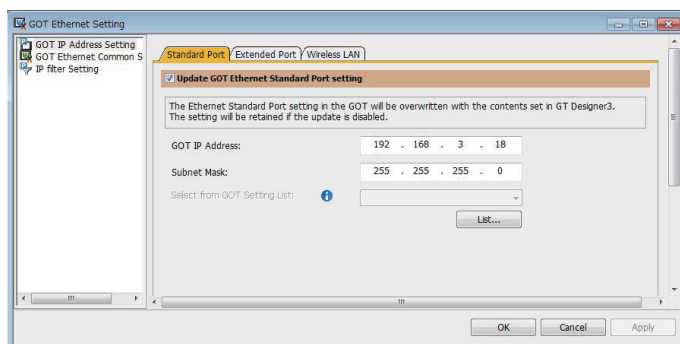 GOT Ethernet Setting
GOT IP Address Setting
GOT Ethernet Common S
IP filter Setting
Standard Port Extended Port Wireless LAN
Update GOT Ethernet Standard Port setting
The Ethernet Standard Port setting in the GOT will be overwritten with the contents set in GT Designer3.
The setting will be retained if the update is disabled.
GOT IP Address: 192 . 168 . 3 . 18
Subnet Mask: 255 . 255 . 255 . 0
Select from GOT Setting List:
List...
OK Cancel Apply